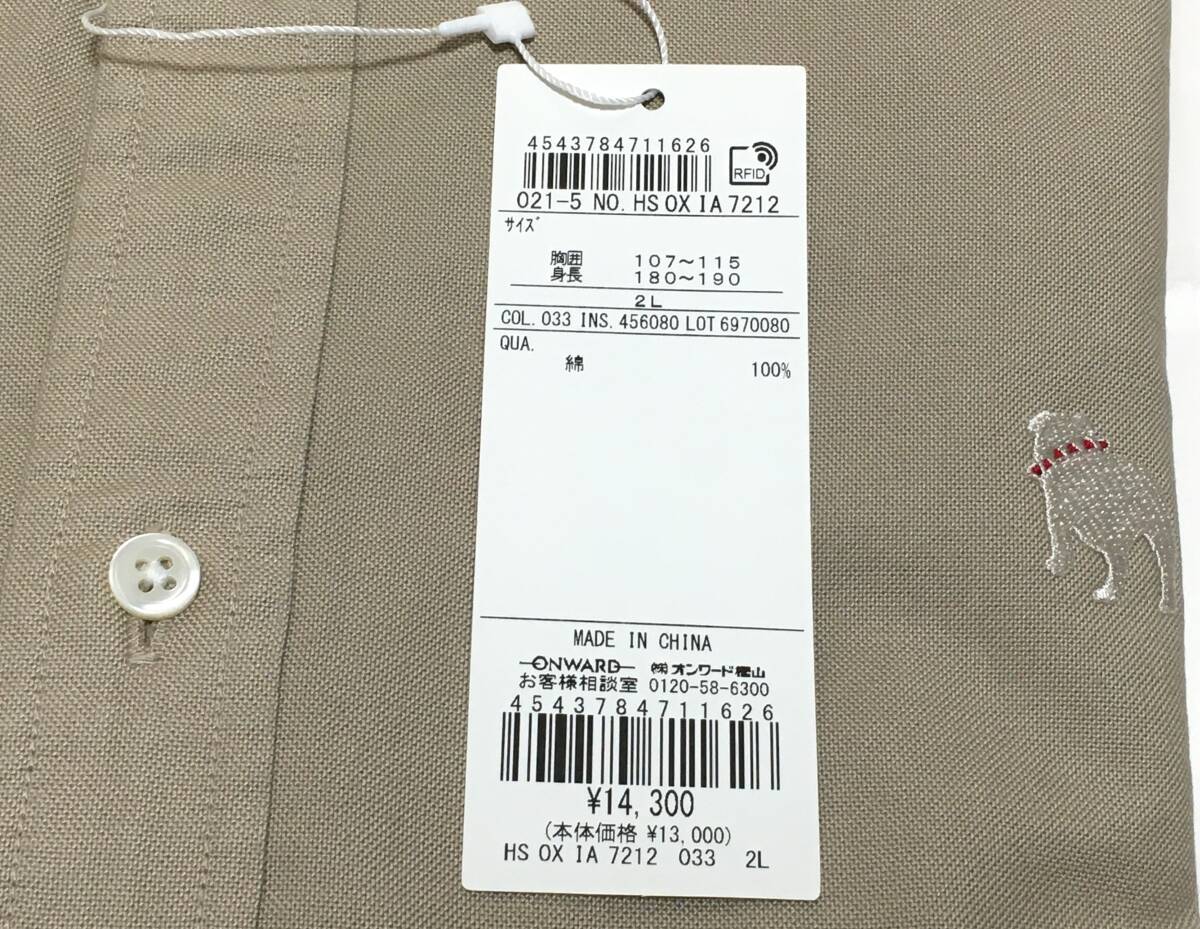 4543784711626
RFID
021-5 NO. HS OX IA 7212
サイズ
胸囲 107～115
身長 180～190
2L
COL. 033 INS. 456080 LOT 6970080
QUA.
綿 100%
MADE IN CHINA
ONWARD ㈱オンワード樫山
お客様相談室 0120-58-6300
4543784711626
¥14,300
(本体価格 ¥13,000)
HS OX IA 7212 033 2L